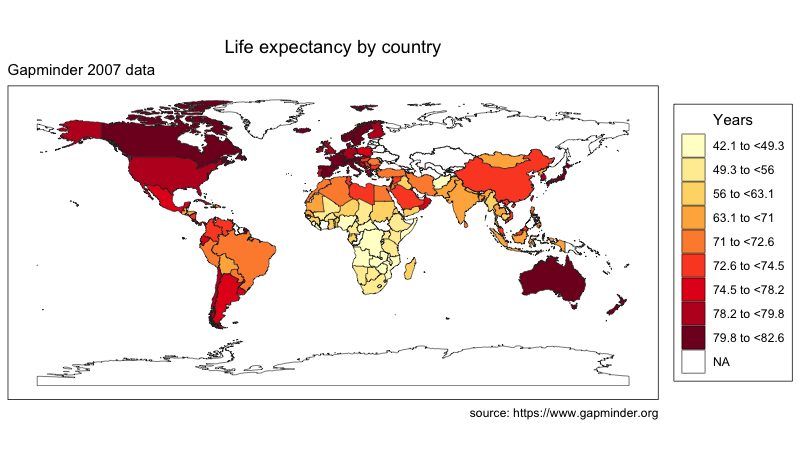 Life expectancy by country
Gapminder 2007 data
Years
42.1 to <49.3
49.3 to <56
56 to <63.1
63.1 to <71
71 to <72.6
72.6 to <74.5
74.5 to <78.2
78.2 to <79.8
79.8 to <82.6
NA
source: https://www.gapminder.org